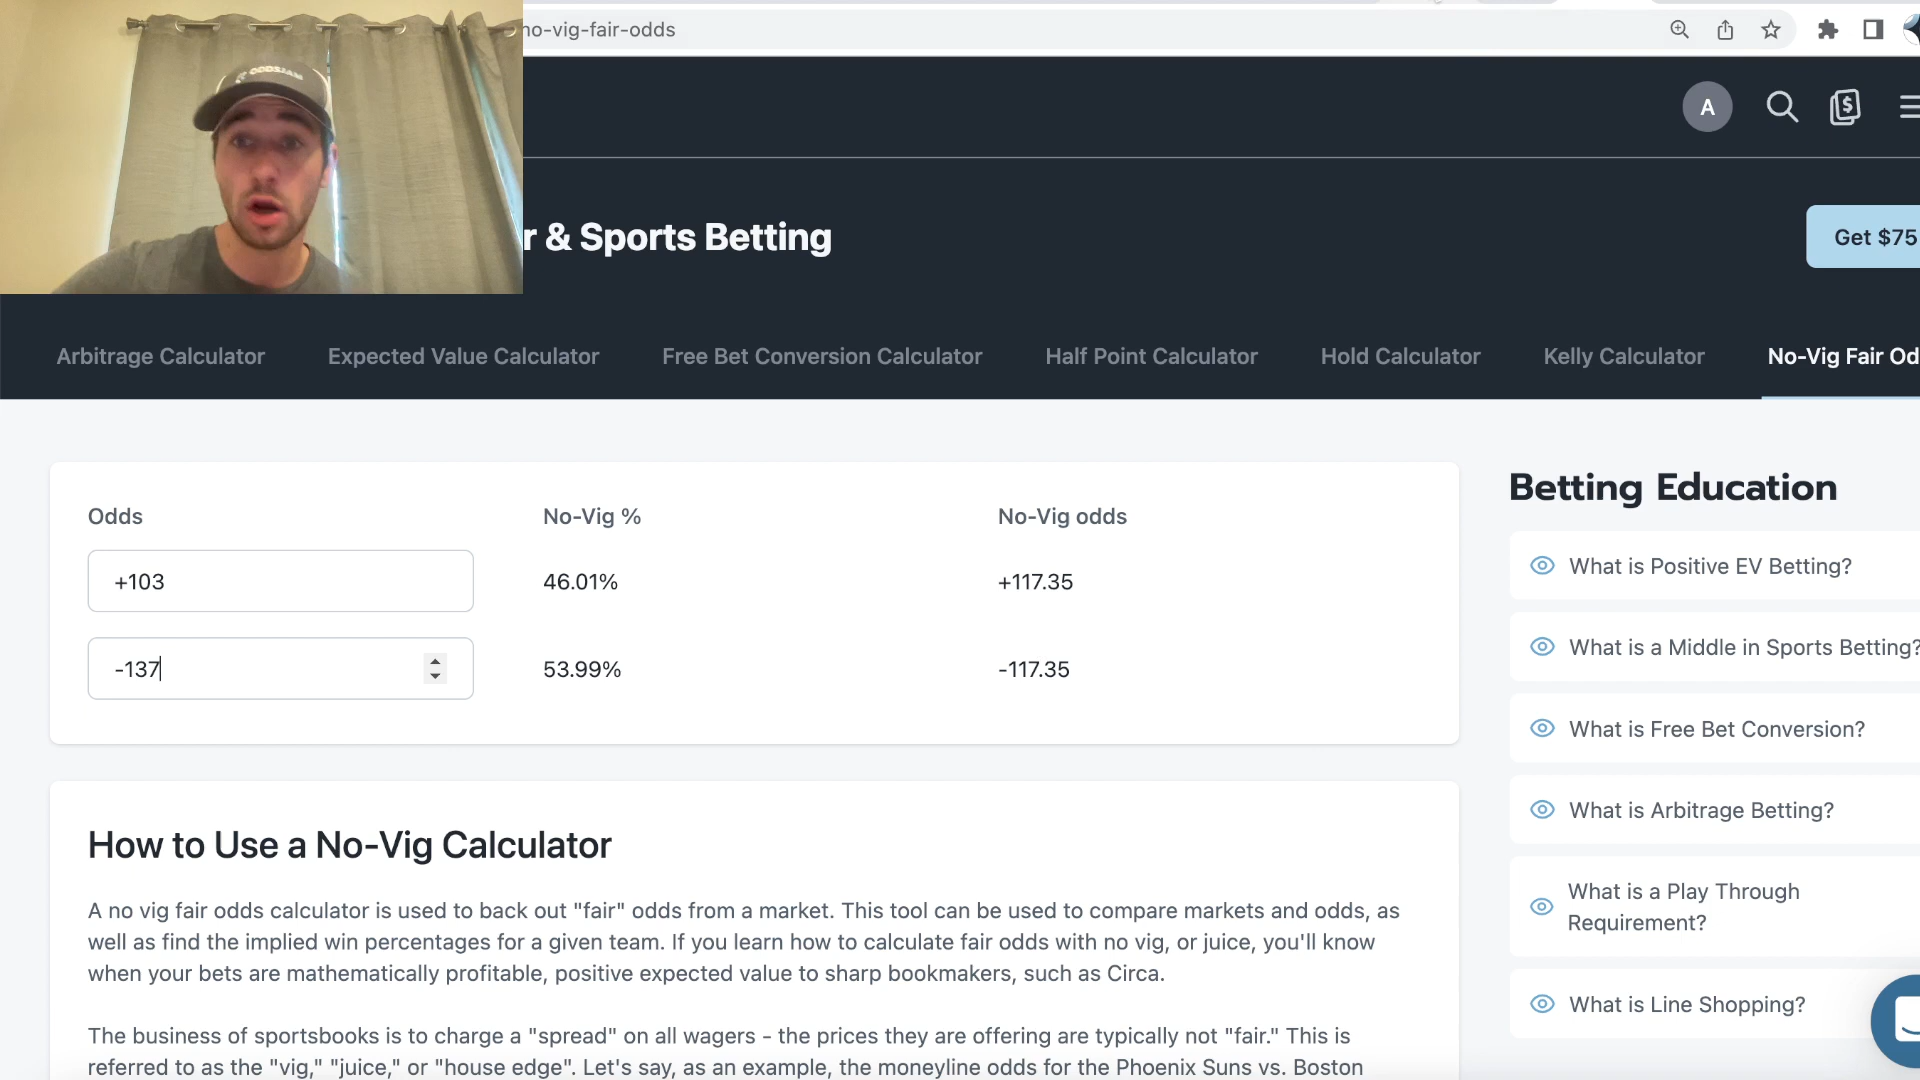 no-vig-fair-odds
ODDSJAM
A
r & Sports Betting
Get $75
Arbitrage Calculator
Expected Value Calculator
Free Bet Conversion Calculator
Half Point Calculator
Hold Calculator
Kelly Calculator
No-Vig Fair Od
Odds
No-Vig %
No-Vig odds
+103
46.01%
+117.35
-137
53.99%
-117.35
How to Use a No-Vig Calculator
A no vig fair odds calculator is used to back out "fair" odds from a market. This tool can be used to compare markets and odds, as
well as find the implied win percentages for a given team. If you learn how to calculate fair odds with no vig, or juice, you'll know
when your bets are mathematically profitable, positive expected value to sharp bookmakers, such as Circa.
The business of sportsbooks is to charge a "spread" on all wagers - the prices they are offering are typically not "fair." This is
referred to as the "vig," "juice," or "house edge". Let's say, as an example, the moneyline odds for the Phoenix Suns vs. Boston
Betting Education
What is Positive EV Betting?
What is a Middle in Sports Betting?
What is Free Bet Conversion?
What is Arbitrage Betting?
What is a Play Through
Requirement?
What is Line Shopping?